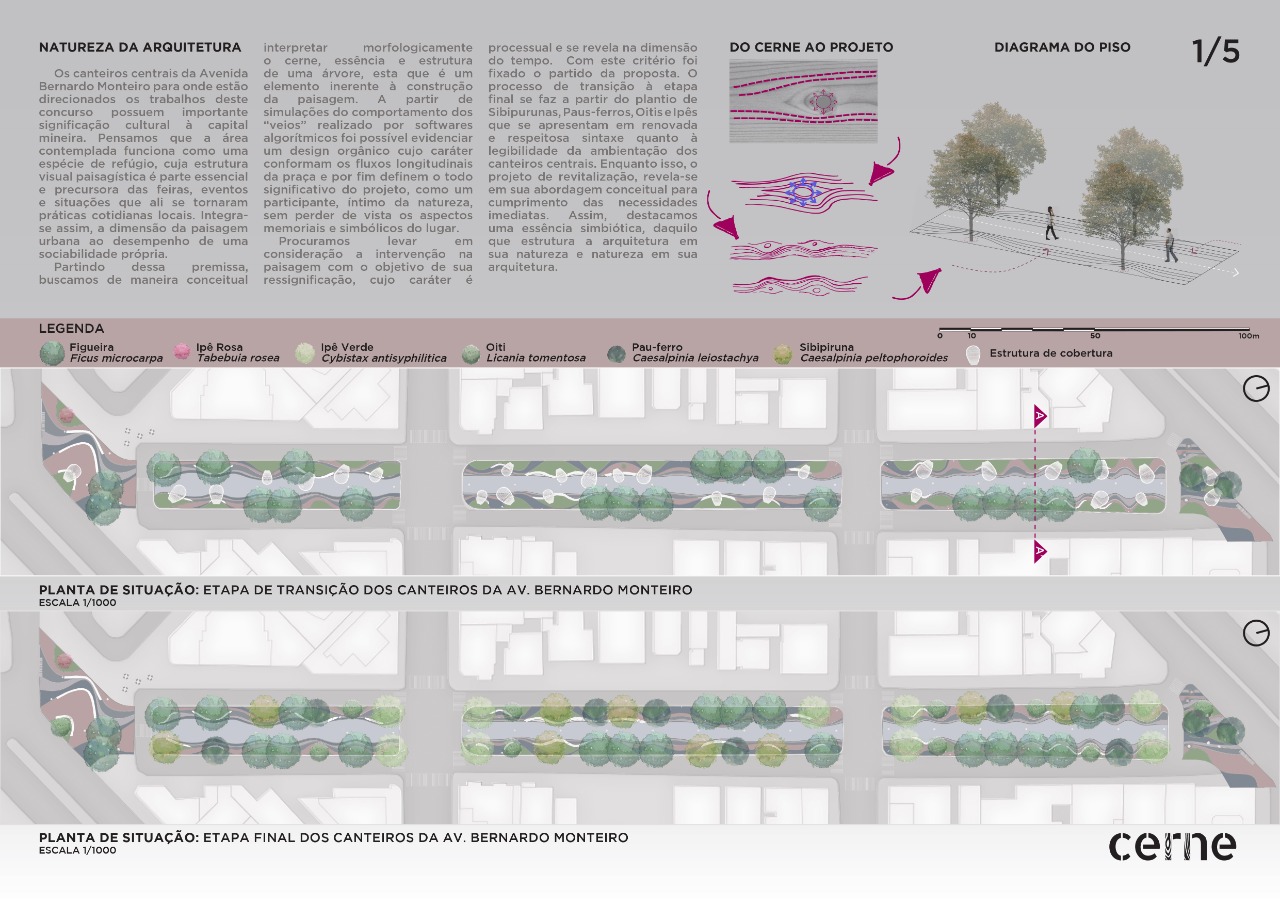 NATUREZA DA ARQUITETURA
Os canteiros centrais da Avenida
Bernardo Monteiro para onde estão
direcionados os trabalhos deste
concurso possuem importante
significação cultural à capital
mineira. Pensamos que a área
contemplada funciona como uma
espécie de refúgio, cuja estrutura
visual paisagística é parte essencial
e precursora das feiras, eventos
e situações que ali se tornaram
práticas cotidianas locais. Integra-
se assim, a dimensão da paisagem
urbana ao desempenho de uma
sociabilidade própria.
Partindo dessa premissa,
buscamos de maneira conceitual
interpretar morfologicamente
o cerne, essência e estrutura
de uma árvore, esta que é um
elemento inerente à construção
da paisagem. A partir de
simulações do comportamento dos
"veios" realizado por softwares
algorítmicos foi possível evidenciar
um design orgânico cujo caráter
conformam os fluxos longitudinais
da praça e por fim definem o todo
significativo do projeto, como um
participante, íntimo da natureza,
sem perder de vista os aspectos
memoriais e simbólicos do lugar.
Procuramos levar em
consideração a intervenção na
paisagem com o objetivo de sua
ressignificação, cujo caráter é
processual e se revela na dimensão
do tempo. Com este critério foi
fixado o partido da proposta. O
processo de transição à etapa
final se faz a partir do plantio de
Sibipurunas, Paus-ferros, Oitis e Ipês
que se apresentam em renovada
e respeitosa sintaxe quanto à
legibilidade da ambientação dos
canteiros centrais. Enquanto isso, o
projeto de revitalização, revela-se
em sua abordagem conceitual para
cumprimento das necessidades
imediatas. Assim, destacamos
uma essência simbiótica, daquilo
que estrutura a arquitetura em
sua natureza e natureza em sua
arquitetura.
DO CERNE AO PROJETO
DIAGRAMA DO PISO
1/5
LEGENDA
Figueira
Ficus microcarpa
Ipê Rosa
Tabebuia rosea
Ipê Verde
Cybistax antisyphilitica
Oiti
Licania tomentosa
Pau-ferro
Caesalpinia leiostachya
Sibipiruna
Caesalpinia peltophoroides
Estrutura de cobertura
0 10 50 100m
A
A
PLANTA DE SITUAÇÃO: ETAPA DE TRANSIÇÃO DOS CANTEIROS DA AV. BERNARDO MONTEIRO
ESCALA 1/1000
PLANTA DE SITUAÇÃO: ETAPA FINAL DOS CANTEIROS DA AV. BERNARDO MONTEIRO
ESCALA 1/1000
cerne